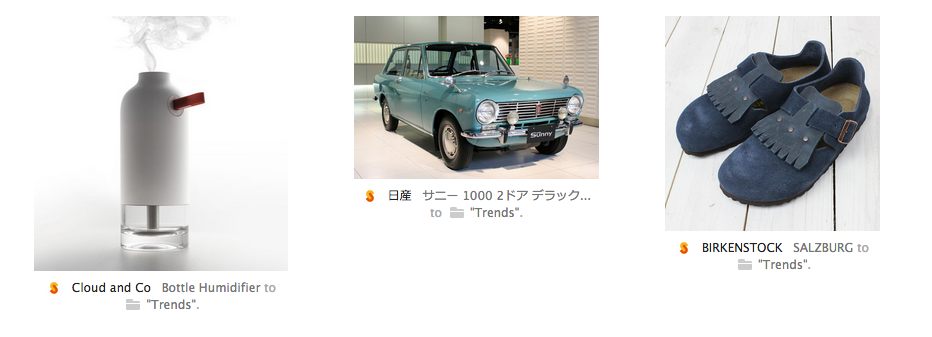 Sunny
Cloud and Co Bottle Humidifier to
"Trends".
日産 サニー 1000 2ドア デラック...
to "Trends".
BIRKENSTOCK SALZBURG to
"Trends".